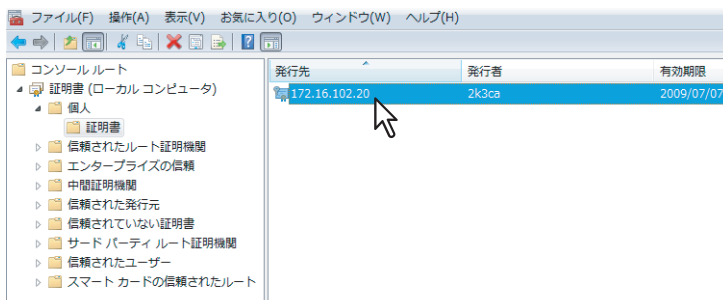 ファイル(F) 操作(A) 表示(V) お気に入り(O) ウィンドウ(W) ヘルプ(H)
コンソール ルート
証明書 (ローカル コンピュータ)
個人
証明書
信頼されたルート証明機関
エンタープライズの信頼
中間証明機関
信頼された発行元
信頼されていない証明書
サード パーティ ルート証明機関
信頼されたユーザー
スマート カードの信頼されたルート
発行先 発行者 有効期限
172.16.102.20 2k3ca 2009/07/07